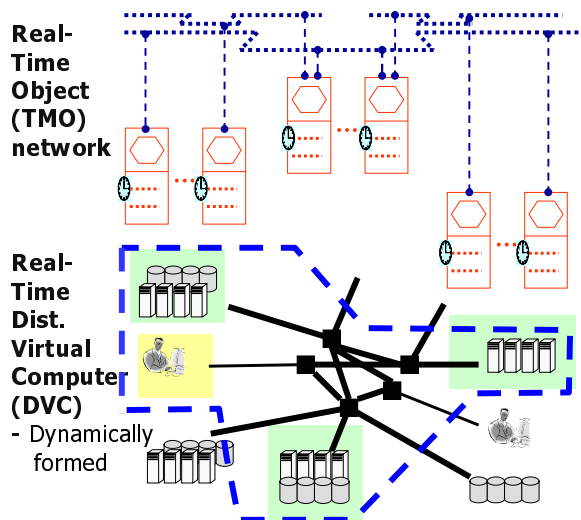 Real-
Time
Object
(TMO)
network
Real-
Time
Dist.
Virtual
Computer
(DVC)
- Dynamically
formed